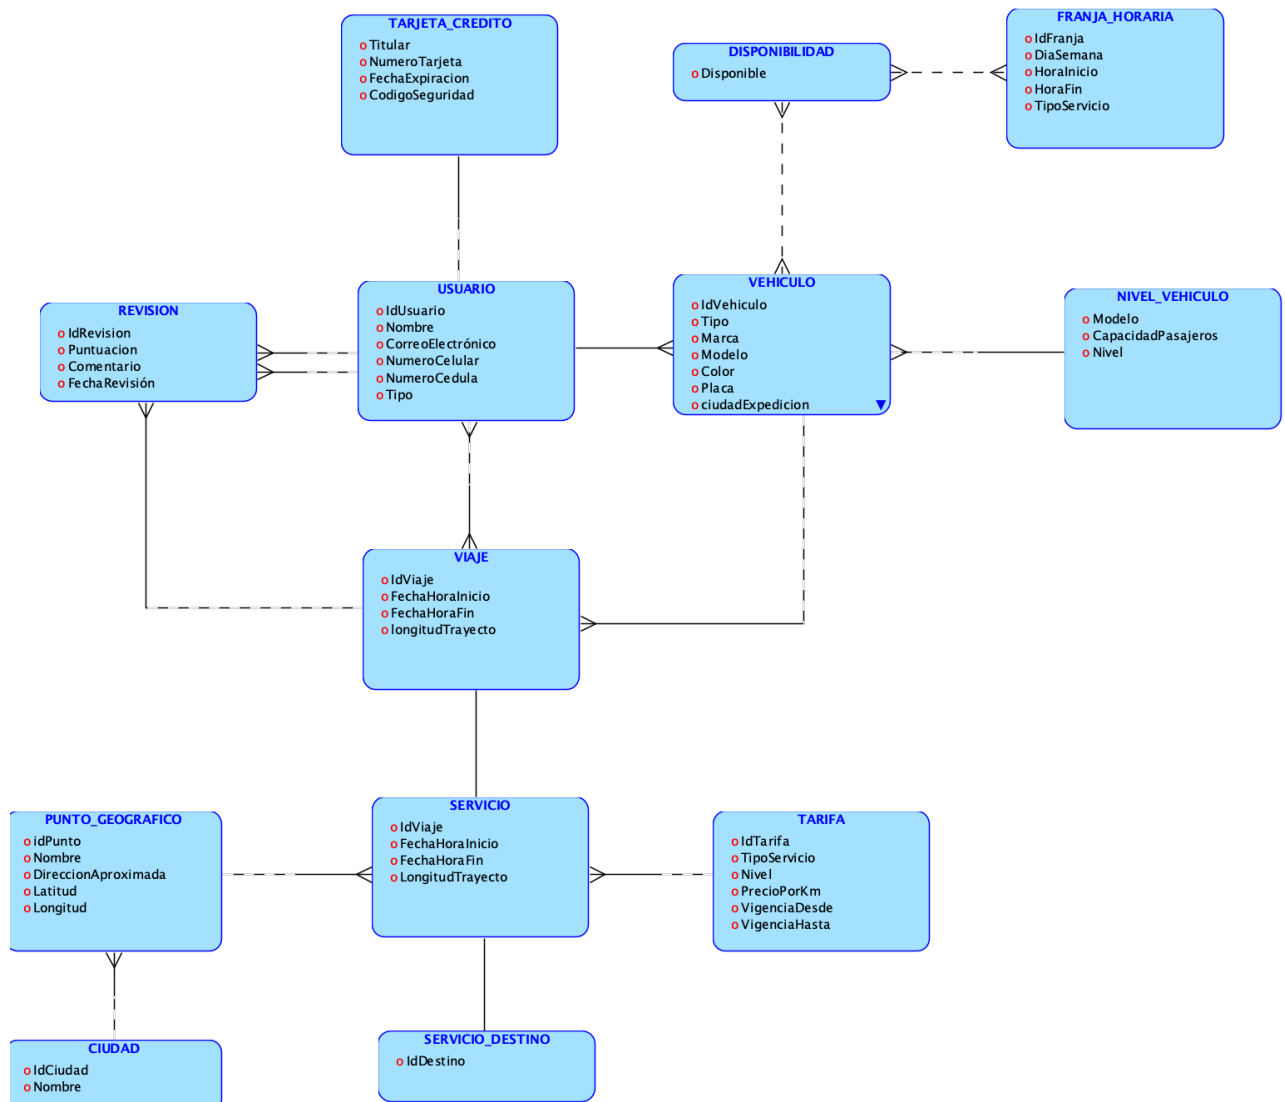 TARJETA_CREDITO
Titular
NumeroTarjeta
FechaExpiracion
CodigoSeguridad
DISPONIBILIDAD
Disponible
FRANJA_HORARIA
IdFranja
DiaSemana
HoraInicio
HoraFin
TipoServicio
REVISION
IdRevision
Puntuacion
Comentario
FechaRevisión
USUARIO
IdUsuario
Nombre
CorreoElectrónico
NumeroCelular
NumeroCedula
Tipo
VEHICULO
IdVehiculo
Tipo
Marca
Modelo
Color
Placa
ciudadExpedicion
NIVEL_VEHICULO
Modelo
CapacidadPasajeros
Nivel
VIAJE
IdViaje
FechaHoraInicio
FechaHoraFin
longitudTrayecto
PUNTO_GEOGRAFICO
idPunto
Nombre
DireccionAproximada
Latitud
Longitud
SERVICIO
IdViaje
FechaHoraInicio
FechaHoraFin
LongitudTrayecto
TARIFA
IdTarifa
TipoServicio
Nivel
PrecioPorKm
VigenciaDesde
VigenciaHasta
CIUDAD
IdCiudad
Nombre
SERVICIO_DESTINO
IdDestino